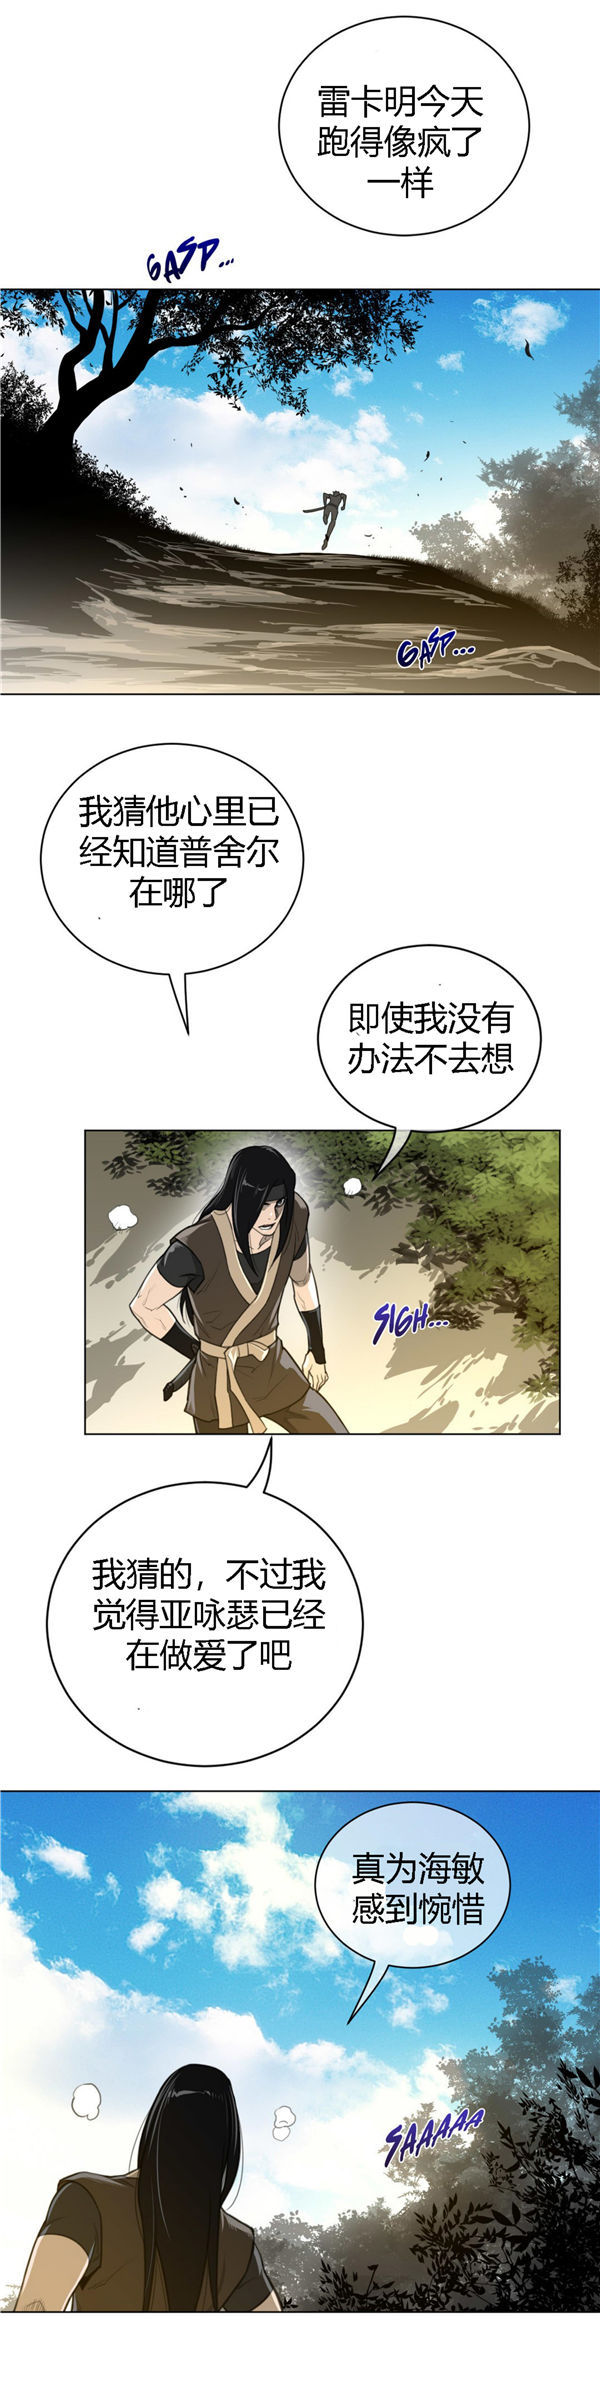 雷卡明今天
跑得像疯了
一样
GASP...
GASP...
我猜他心里已
经知道普舍尔
在哪了
即使我没有
办法不去想
SIGH...
我猜的，不过我
觉得亚咏瑟已经
在做爱了吧
真为海敏
感到惋惜
SAAAAAA